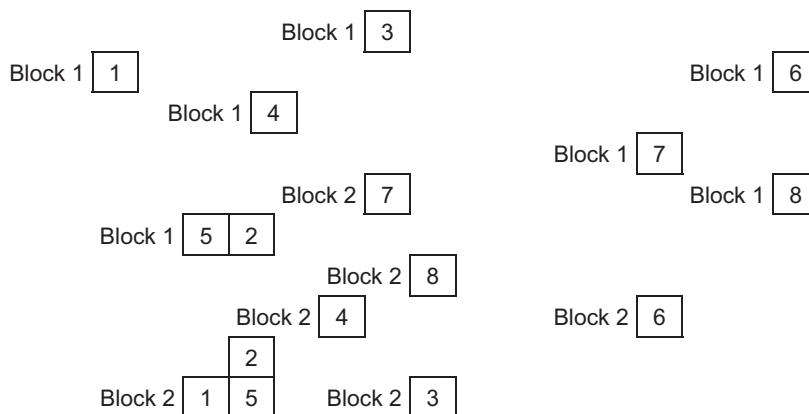 Block 1 3
Block 1 1 Block 1 6
Block 1 4
Block 1 7
Block 2 7 Block 1 8
Block 1 5 2
Block 2 8
Block 2 4 Block 2 6
2
Block 2 1 5 Block 2 3